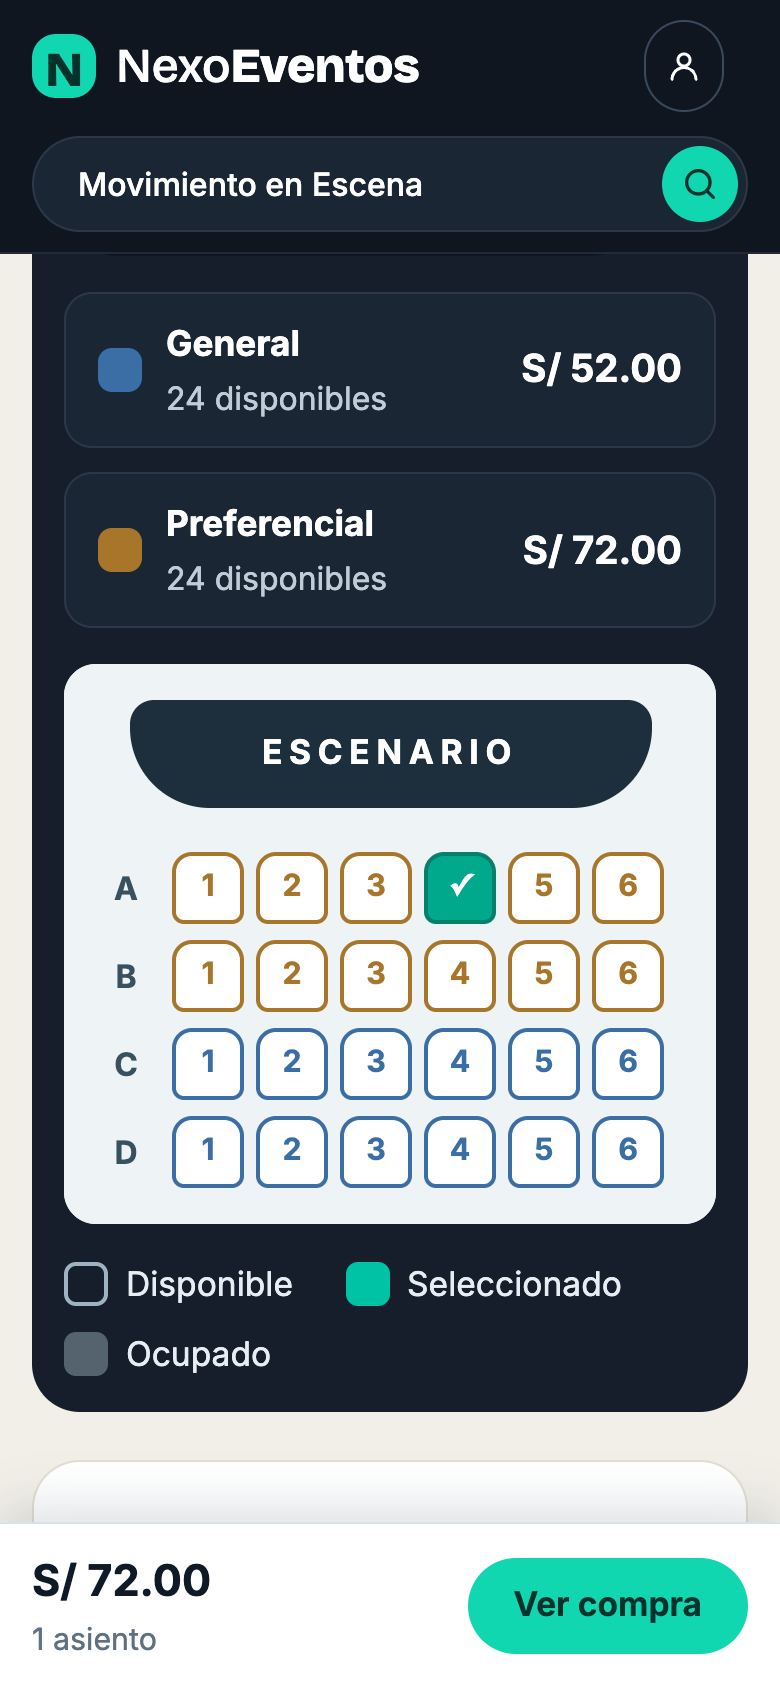 N NexoEventos
Movimiento en Escena
General
24 disponibles
S/ 52.00
Preferencial
24 disponibles
S/ 72.00
ESCENARIO
A 1 2 3 ✓ 5 6
B 1 2 3 4 5 6
C 1 2 3 4 5 6
D 1 2 3 4 5 6
Disponible Seleccionado
Ocupado
S/ 72.00
1 asiento
Ver compra